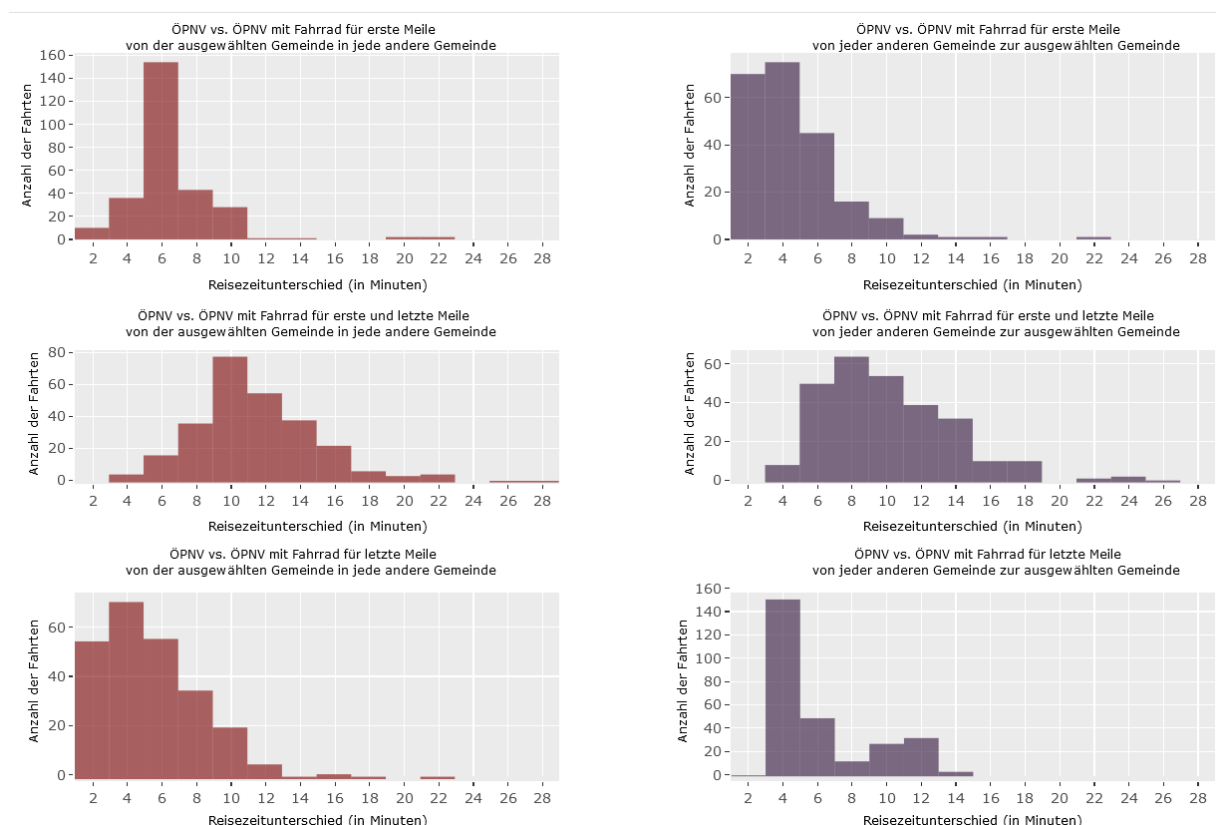 ÖPNV vs. ÖPNV mit Fahrrad für erste Meile
von der ausgewählten Gemeinde in jede andere Gemeinde
Anzahl der Fahrten
160
140
120
100
80
60
40
20
0
2 4 6 8 10 12 14 16 18 20 22 24 26 28
Reisezeitunterschied (in Minuten)
ÖPNV vs. ÖPNV mit Fahrrad für erste Meile
von jeder anderen Gemeinde zur ausgewählten Gemeinde
Anzahl der Fahrten
60
40
20
0
2 4 6 8 10 12 14 16 18 20 22 24 26 28
Reisezeitunterschied (in Minuten)
ÖPNV vs. ÖPNV mit Fahrrad für erste und letzte Meile
von der ausgewählten Gemeinde in jede andere Gemeinde
Anzahl der Fahrten
80
60
40
20
0
2 4 6 8 10 12 14 16 18 20 22 24 26 28
Reisezeitunterschied (in Minuten)
ÖPNV vs. ÖPNV mit Fahrrad für erste und letzte Meile
von jeder anderen Gemeinde zur ausgewählten Gemeinde
Anzahl der Fahrten
60
40
20
0
2 4 6 8 10 12 14 16 18 20 22 24 26 28
Reisezeitunterschied (in Minuten)
ÖPNV vs. ÖPNV mit Fahrrad für letzte Meile
von der ausgewählten Gemeinde in jede andere Gemeinde
Anzahl der Fahrten
60
40
20
0
2 4 6 8 10 12 14 16 18 20 22 24 26 28
Reisezeitunterschied (in Minuten)
ÖPNV vs. ÖPNV mit Fahrrad für letzte Meile
von jeder anderen Gemeinde zur ausgewählten Gemeinde
Anzahl der Fahrten
160
140
120
100
80
60
40
20
0
2 4 6 8 10 12 14 16 18 20 22 24 26 28
Reisezeitunterschied (in Minuten)